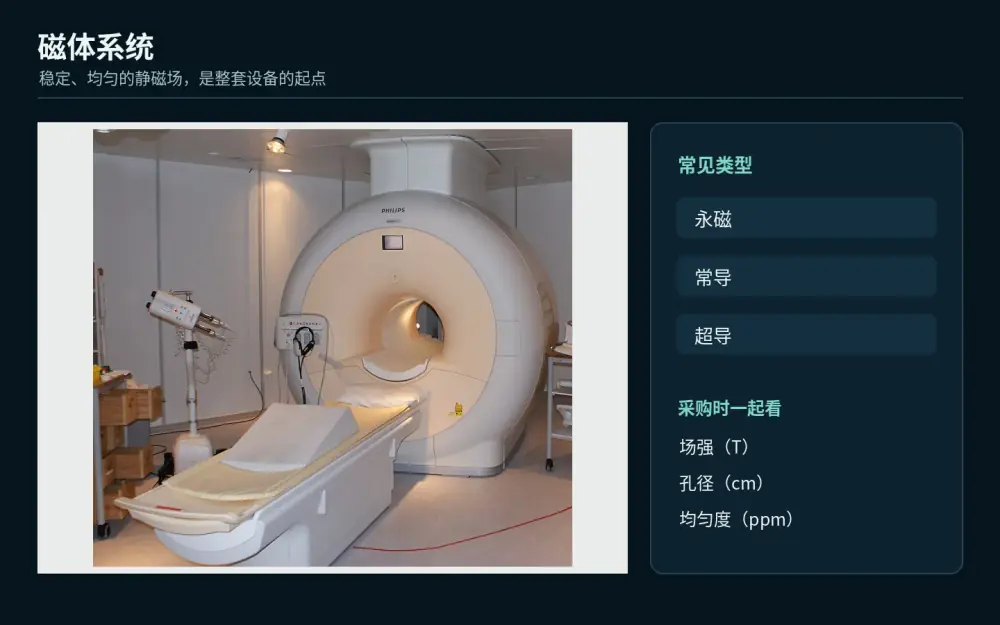 磁体系统
稳定、均匀的静磁场，是整套设备的起点
PHILIPS
常见类型
永磁
常导
超导
采购时一起看
场强（T）
孔径（cm）
均匀度（ppm）